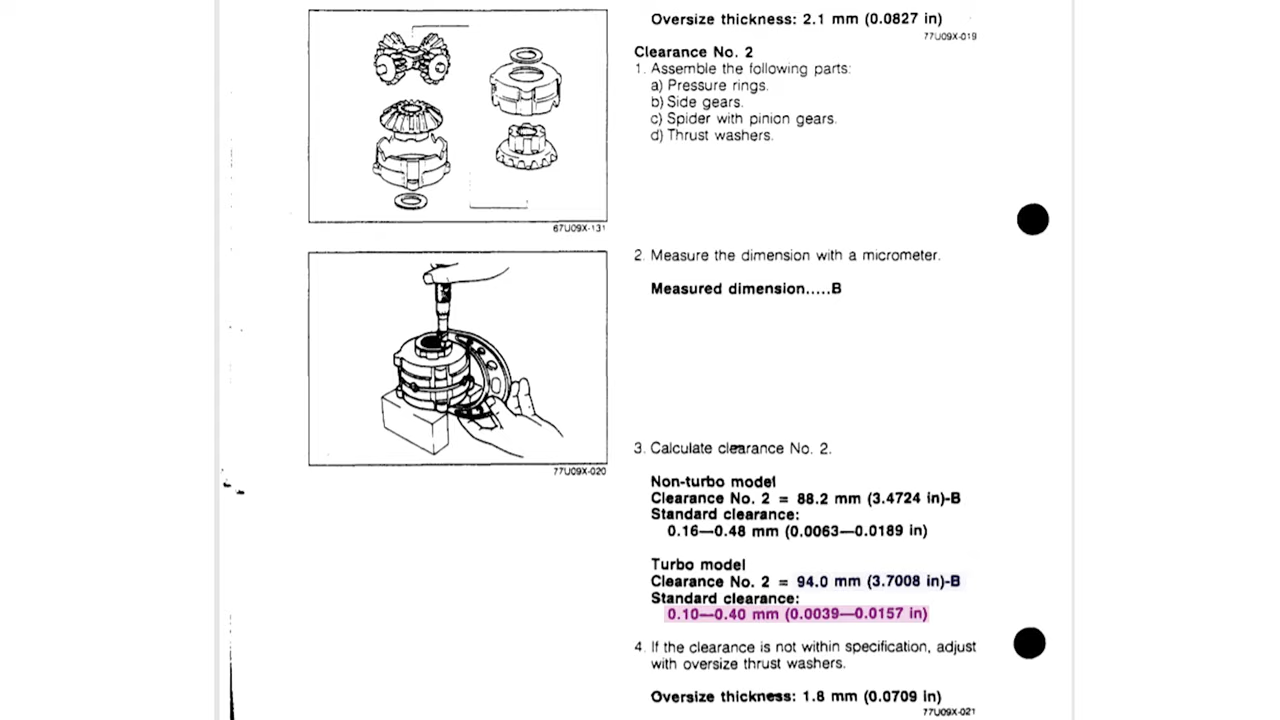 Oversize thickness: 2.1 mm (0.0827 in)
77U09X-019
Clearance No. 2
1. Assemble the following parts:
a) Pressure rings.
b) Side gears.
c) Spider with pinion gears.
d) Thrust washers.
67U09X-131
2. Measure the dimension with a micrometer.
Measured dimension.....B
77U09X-020
3. Calculate clearance No. 2.
Non-turbo model
Clearance No. 2 = 88.2 mm (3.4724 in)-B
Standard clearance:
0.16—0.48 mm (0.0063—0.0189 in)
Turbo model
Clearance No. 2 = 94.0 mm (3.7008 in)-B
Standard clearance:
0.10—0.40 mm (0.0039—0.0157 in)
4. If the clearance is not within specification, adjust
with oversize thrust washers.
Oversize thickness: 1.8 mm (0.0709 in)
77U09X-021